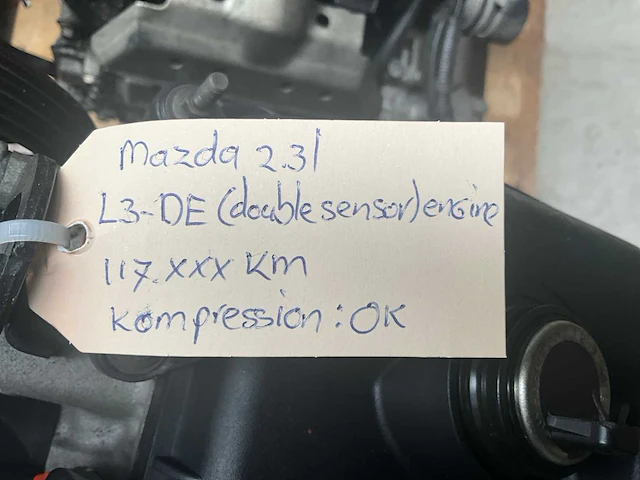 Mazda 2.3l
L3-DE (double sensor) engine
117.xxx km
kompression: OK